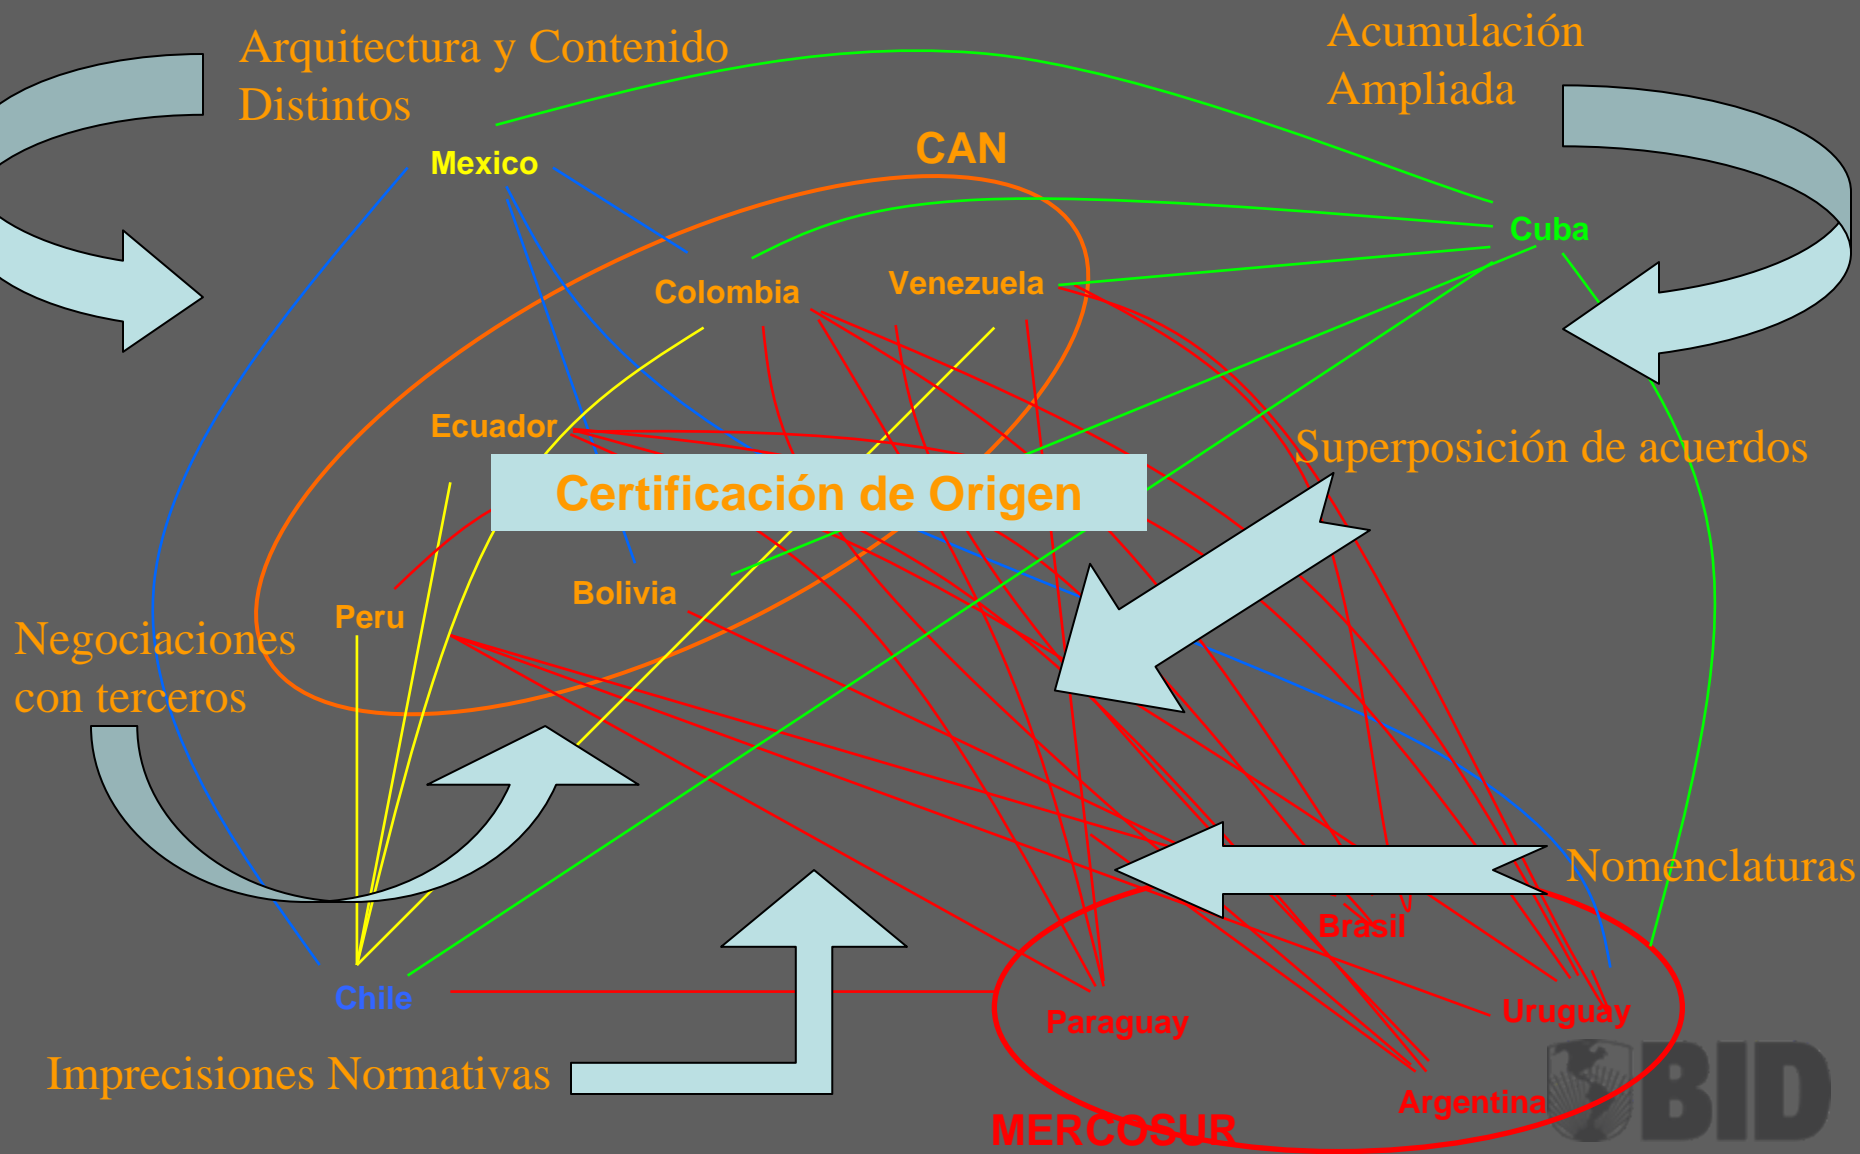 Arquitectura y Contenido
Distintos
Acumulación
Ampliada
Mexico
CAN
Cuba
Colombia
Venezuela
Ecuador
Superposición de acuerdos
Certificación de Origen
Bolivia
Peru
Negociaciones
con terceros
Nomenclaturas
Brasil
Chile
Paraguay
Uruguay
Imprecisiones Normativas
Argentina
MERCOSUR
BID